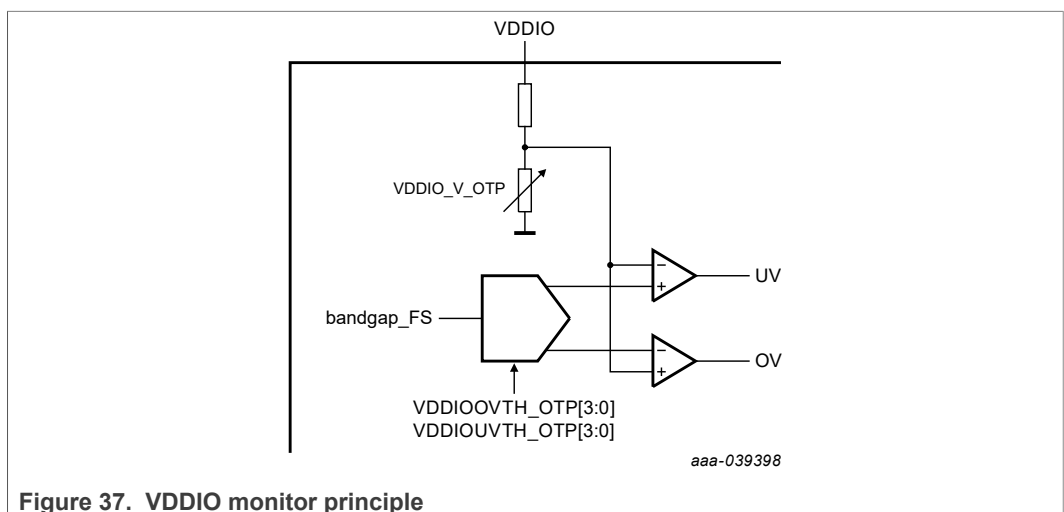 VDDIO
VDDIO_V_OTP
−
+
UV
bandgap_FS
−
+
OV
VDDIOOVTH_OTP[3:0]
VDDIOUVTH_OTP[3:0]
aaa-039398
Figure 37. VDDIO monitor principle